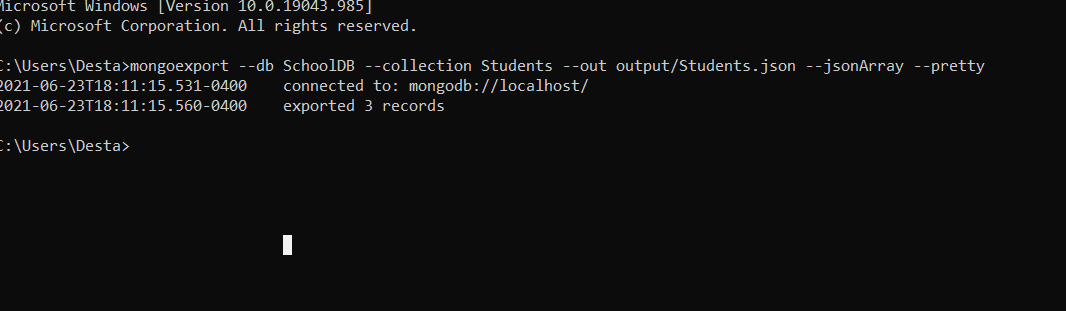 Microsoft Windows [Version 10.0.19043.985]
(c) Microsoft Corporation. All rights reserved.
C:\Users\Desta>mongoexport --db SchoolDB --collection Students --out output/Students.json --jsonArray --pretty
2021-06-23T18:11:15.531-0400    connected to: mongodb://localhost/
2021-06-23T18:11:15.560-0400    exported 3 records
C:\Users\Desta>